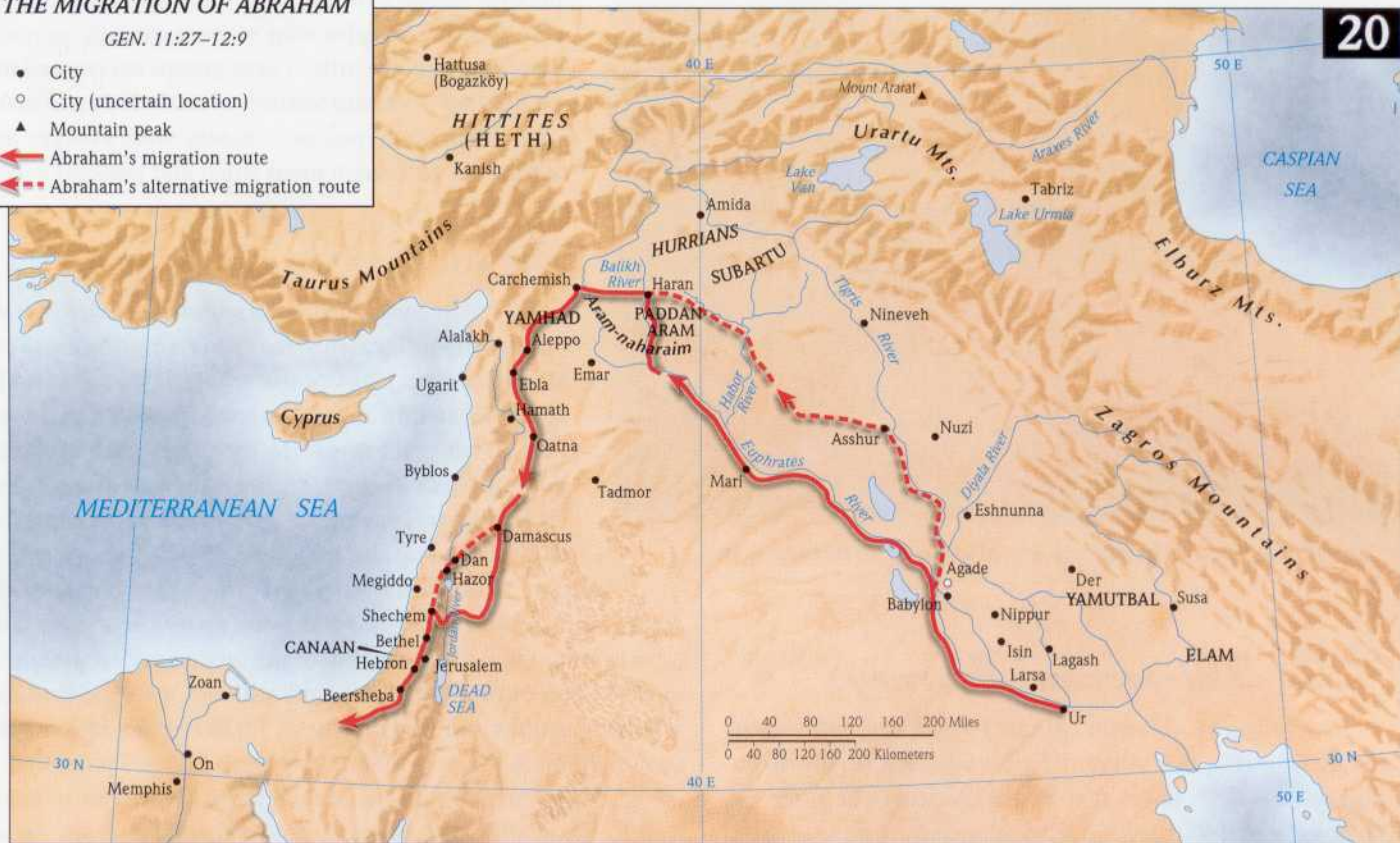 THE MIGRATION OF ABRAHAM
GEN. 11:27–12:9
City
City (uncertain location)
Mountain peak
Abraham's migration route
Abraham's alternative migration route
20
40 E
50 E
Hattusa
(Bogazköy)
HITTITES
(HETH)
Kanish
Mount Ararat
Urartu Mts.
Araxes River
CASPIAN
SEA
Lake
Van
Tabriz
Lake Urmia
Amida
HURRIANS
SUBARTU
Elburz Mts.
Taurus Mountains
Carchemish
Balikh
River
Haran
Tigris
River
Nineveh
YAMHAD
Aram-naharaim
PADDAN
ARAM
Alalakh
Aleppo
Emar
Ugarit
Ebla
Habor
River
Cyprus
Hamath
Qatna
Asshur
Nuzi
Zagros Mountains
Byblos
Tadmor
Mari
Euphrates
River
Diyala River
Eshnunna
MEDITERRANEAN SEA
Tyre
Damascus
Dan
Hazor
Megiddo
Agade
Babylon
Der
YAMUTBAL
Susa
Nippur
Shechem
Jordan River
Bethel
CANAAN
Hebron
Jerusalem
Isin
Lagash
ELAM
Larsa
Zoan
Beersheba
DEAD
SEA
Ur
0 40 80 120 160 200 Miles
0 40 80 120 160 200 Kilometers
On
30 N
30 N
Memphis
40 E
50 E